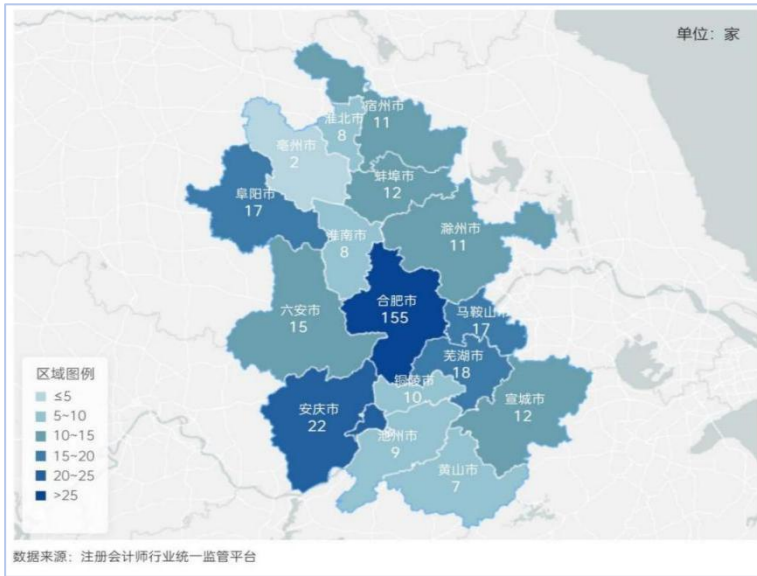 单位：家
宿州市
11
淮北市
8
亳州市
2
蚌埠市
12
阜阳市
17
滁州市
11
淮南市
8
合肥市
155
六安市
15
马鞍山市
17
芜湖市
18
铜陵市
10
宣城市
12
安庆市
22
池州市
9
黄山市
7
区域图例
≤5
5~10
10~15
15~20
20~25
>25
数据来源：注册会计师行业统一监管平台